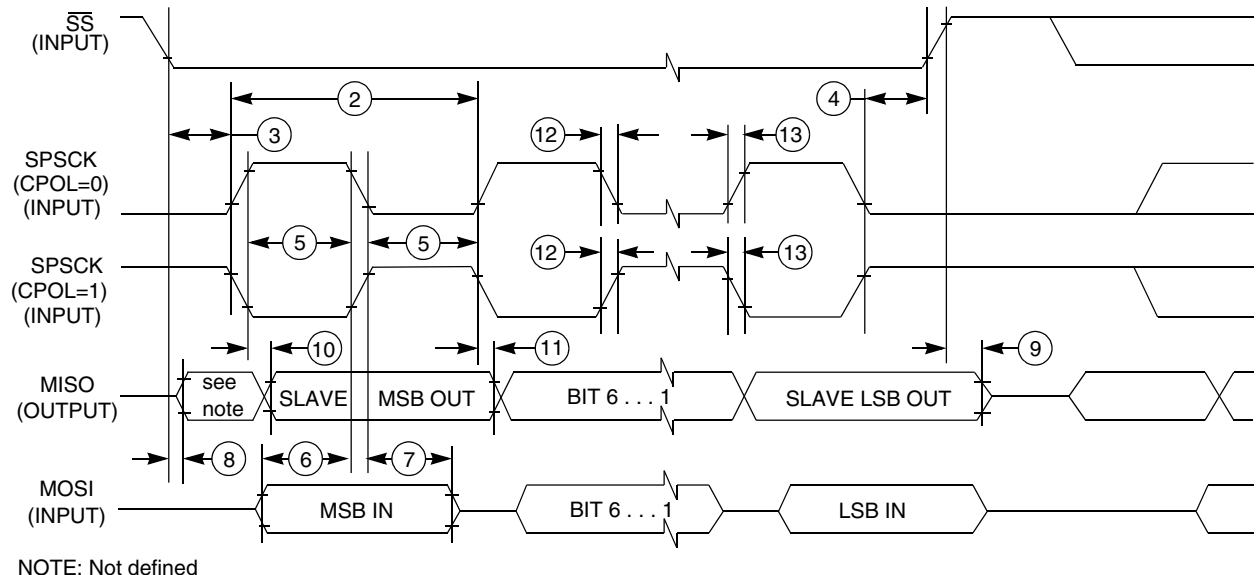 SS
(INPUT)
2
4
3
12
13
SPSCK
(CPOL=0)
(INPUT)
5
5
12
13
SPSCK
(CPOL=1)
(INPUT)
10
11
9
MISO
(OUTPUT)
see
note
SLAVE
MSB OUT
BIT 6 . . . 1
SLAVE LSB OUT
8
6
7
MOSI
(INPUT)
MSB IN
BIT 6 . . . 1
LSB IN
NOTE: Not defined